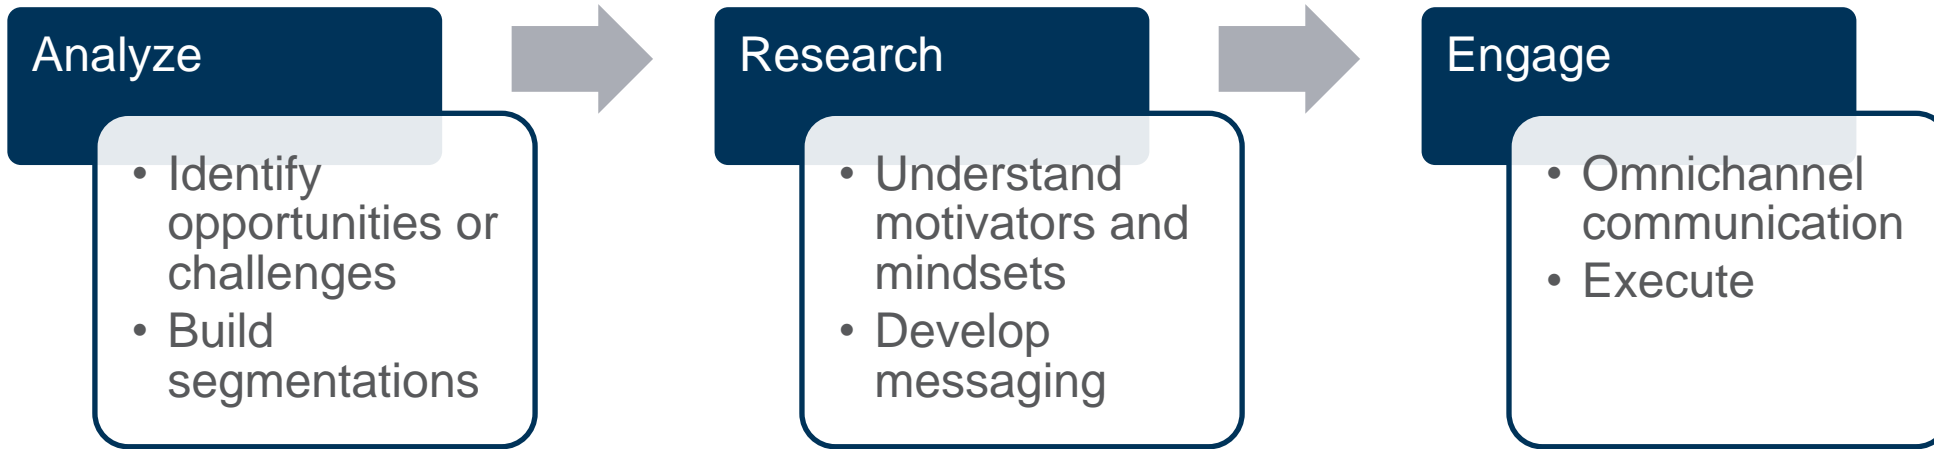 Analyze
• Identify
opportunities or
challenges
• Build
segmentations
Research
• Understand
motivators and
mindsets
• Develop
messaging
Engage
• Omnichannel
communication
• Execute